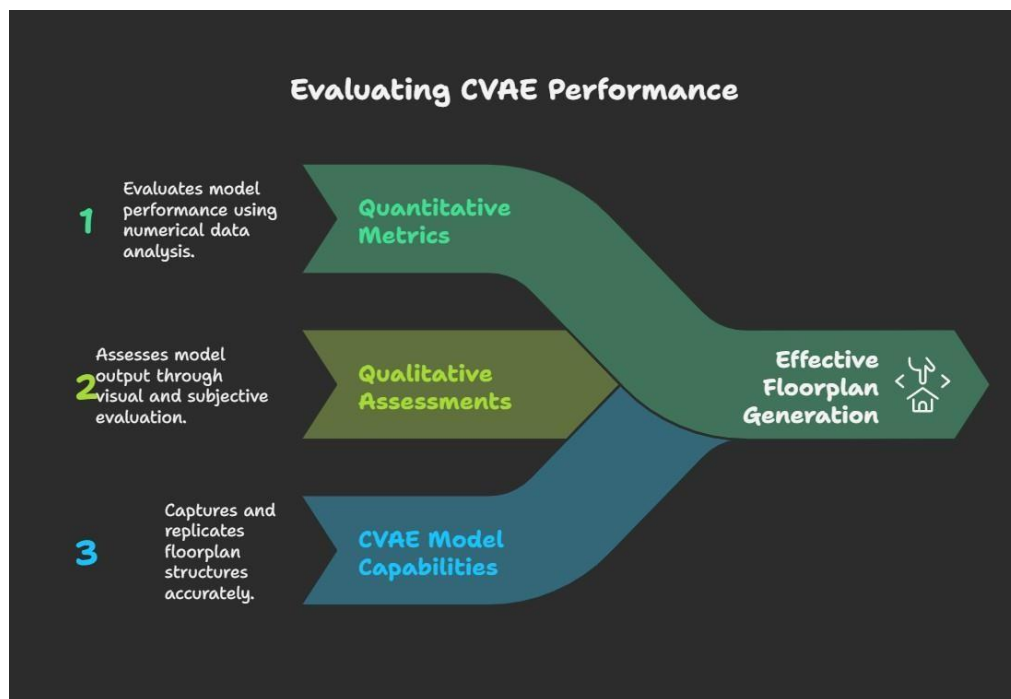 Evaluating CVAE Performance
1
Evaluates model
performance using
numerical data
analysis.
Quantitative
Metrics
2
Assesses model
output through
visual and subjective
evaluation.
Qualitative
Assessments
Effective
Floorplan
Generation
3
Captures and
replicates
floorplan
structures
accurately.
CVAE Model
Capabilities